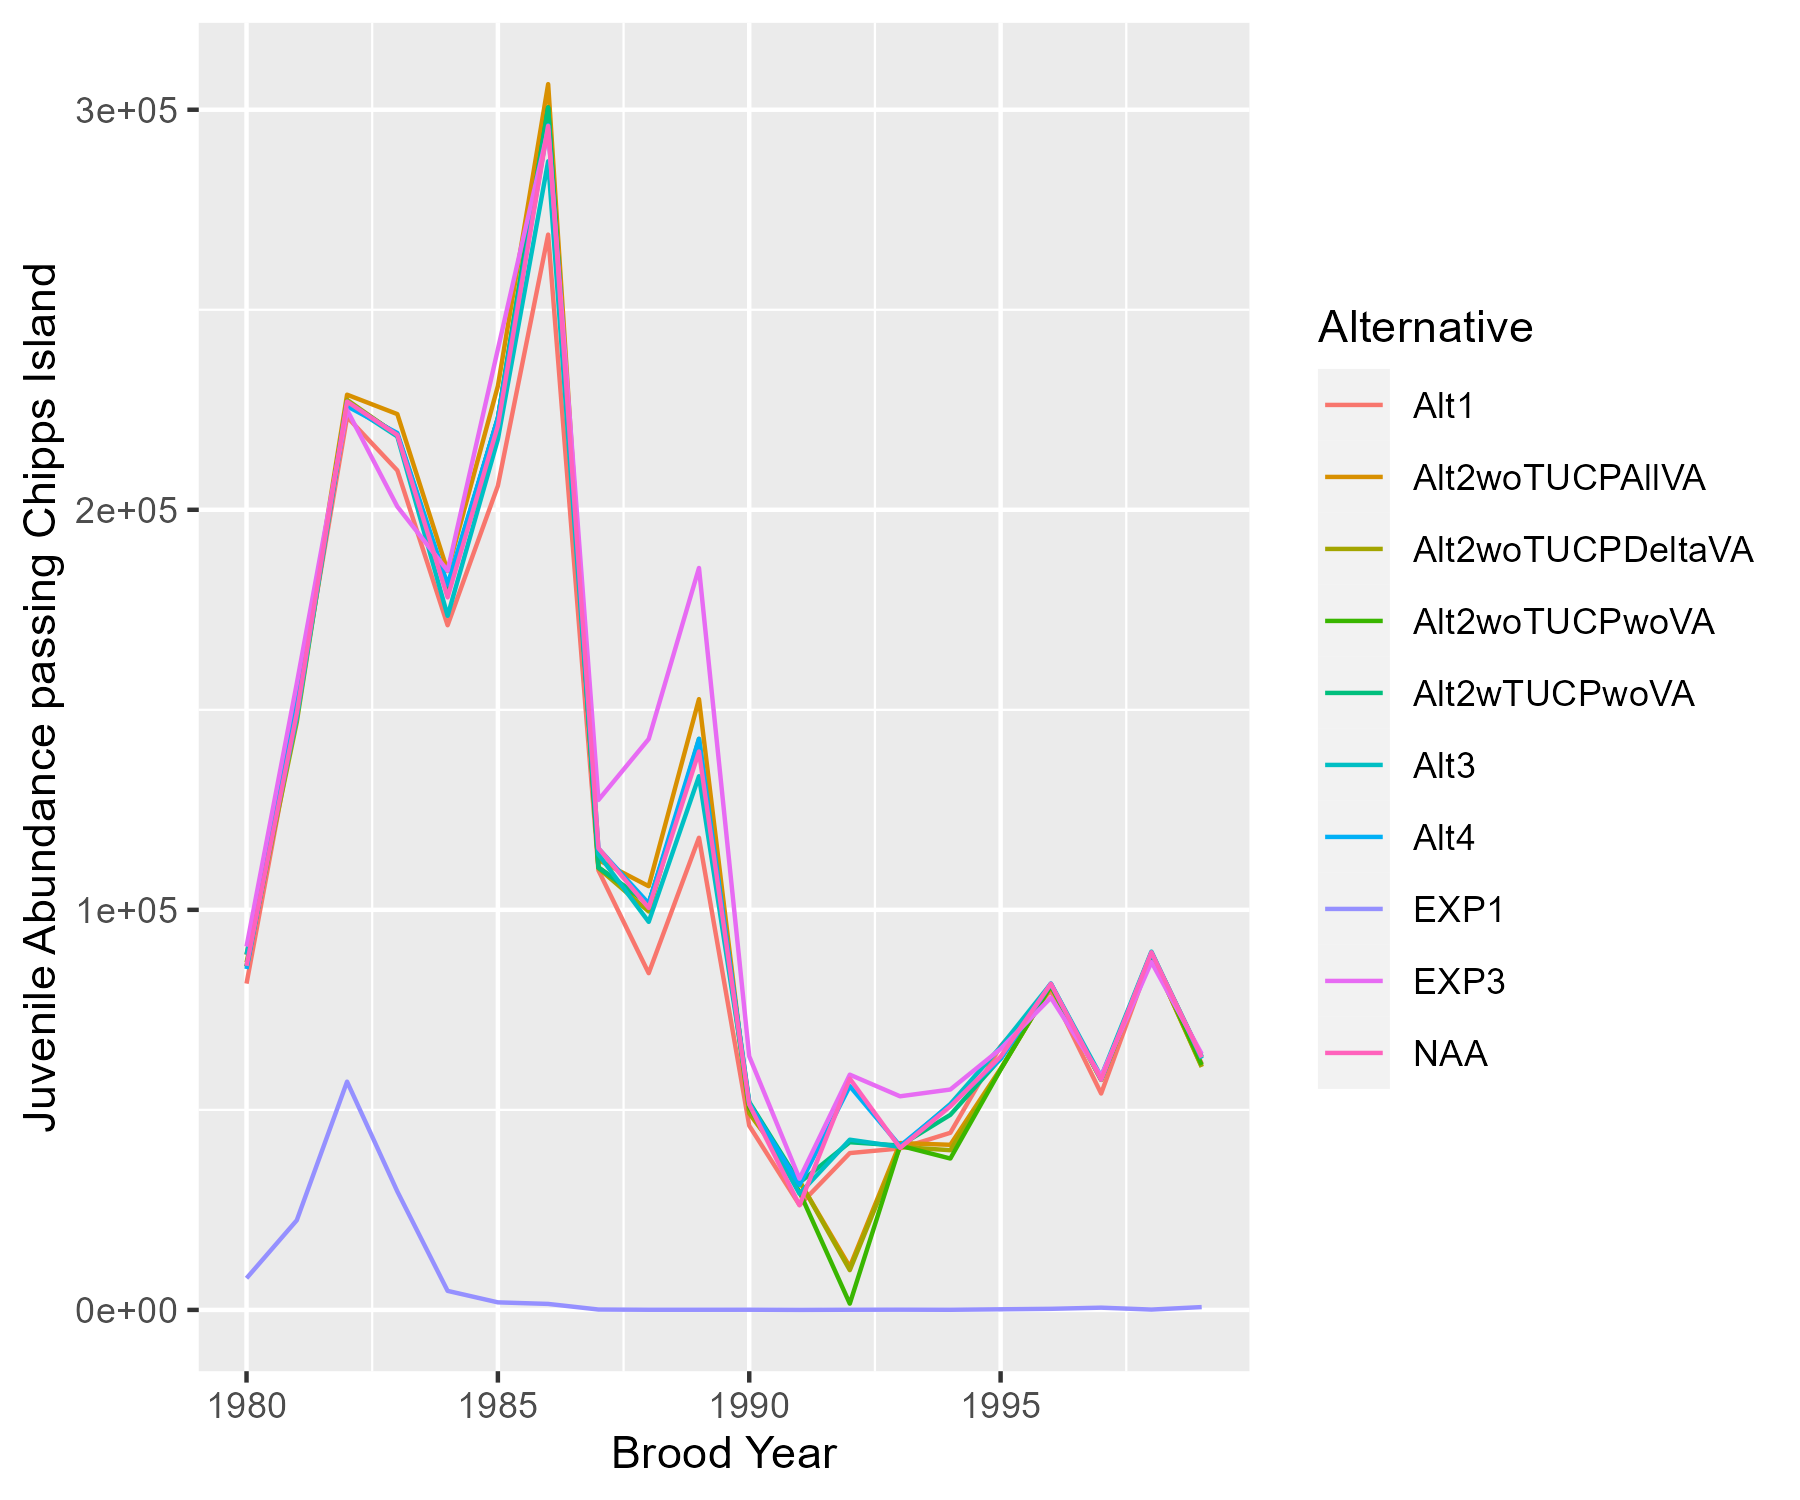 Juvenile Abundance passing Chipps Island
3e+05
2e+05
1e+05
0e+00
1980
1985
1990
1995
Brood Year
Alternative
Alt1
Alt2woTUCPAllVA
Alt2woTUCPDeltaVA
Alt2woTUCPwoVA
Alt2wTUCPwoVA
Alt3
Alt4
EXP1
EXP3
NAA